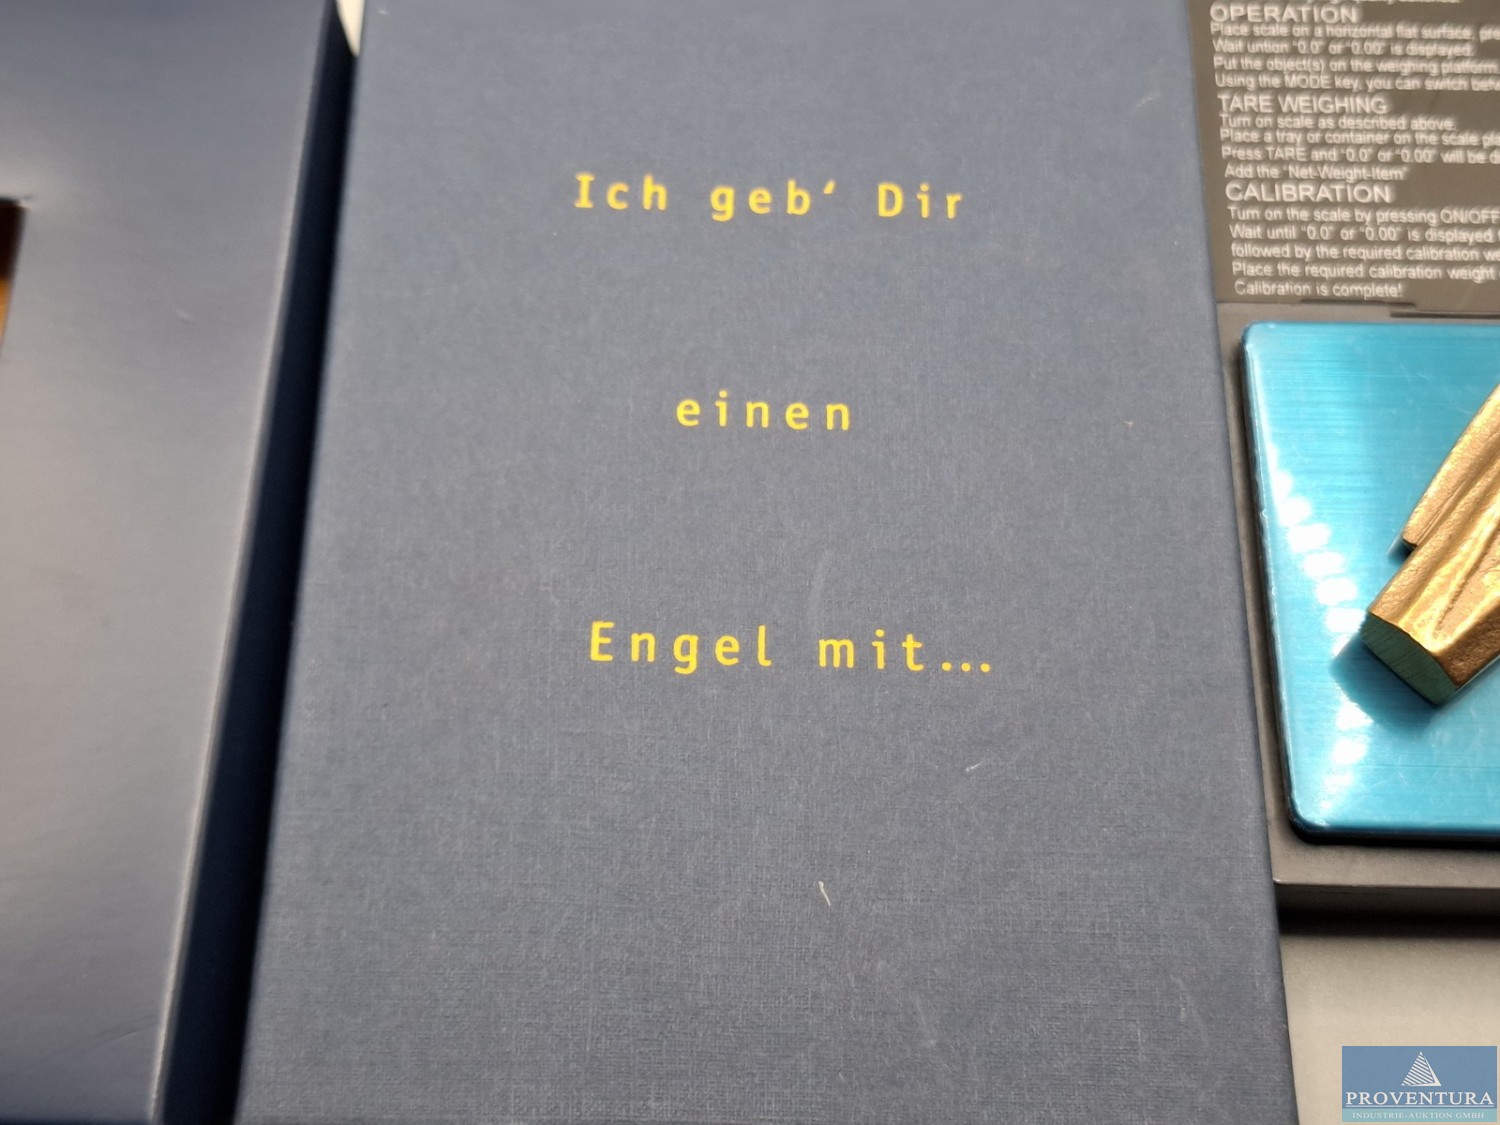 Ich geb‘ Dir
einen
Engel mit...
OPERATION
Place scale on a horizontal flat surface, pre
Wait untion "0.0" or "0.00" is displayed.
Put the object(s) on the weighing platform
Using the MODE key, you can switch betw
TARE WEIGHING
Turn on scale as described above.
Place a tray or container on the scale pla
Press TARE and "0.0" or "0.00" will be d
Add the "Net-Weight-Item"
CALIBRATION
Turn on the scale by pressing ON/OFF
Wait until "0.0" or "0.00" is displayed
followed by the required calibration we
Place the required calibration weight
Calibration is complete!
PROVENTURA
INDUSTRIE-AUKTION GMBH